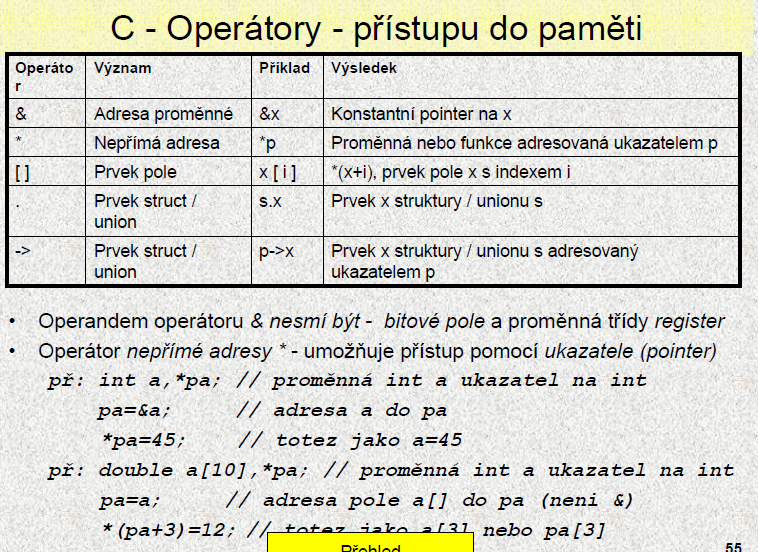 C - Operátory - přístupu do paměti
Operáto Význam Příklad Výsledek
r
& Adresa proměnné &x Konstantní pointer na x
* Nepřímá adresa *p Proměnná nebo funkce adresovaná ukazatelem p
[ ] Prvek pole x [ i ] *(x+i), prvek pole x s indexem i
. Prvek struct / s.x Prvek x struktury / unionu s
union
-> Prvek struct / p->x Prvek x struktury / unionu s adresovaný
union ukazatelem p
• Operandem operátoru & nesmí být - bitové pole a proměnná třídy register
• Operátor nepřímé adresy * - umožňuje přístup pomocí ukazatele (pointer)
př: int a,*pa; // proměnná int a ukazatel na int
pa=&a; // adresa a do pa
*pa=45; // totez jako a=45
př: double a[10],*pa; // proměnná int a ukazatel na int
pa=a; // adresa pole a[] do pa (neni &)
*(pa+3)=12; // totez jako a[3] nebo pa[3]
Přehled
55